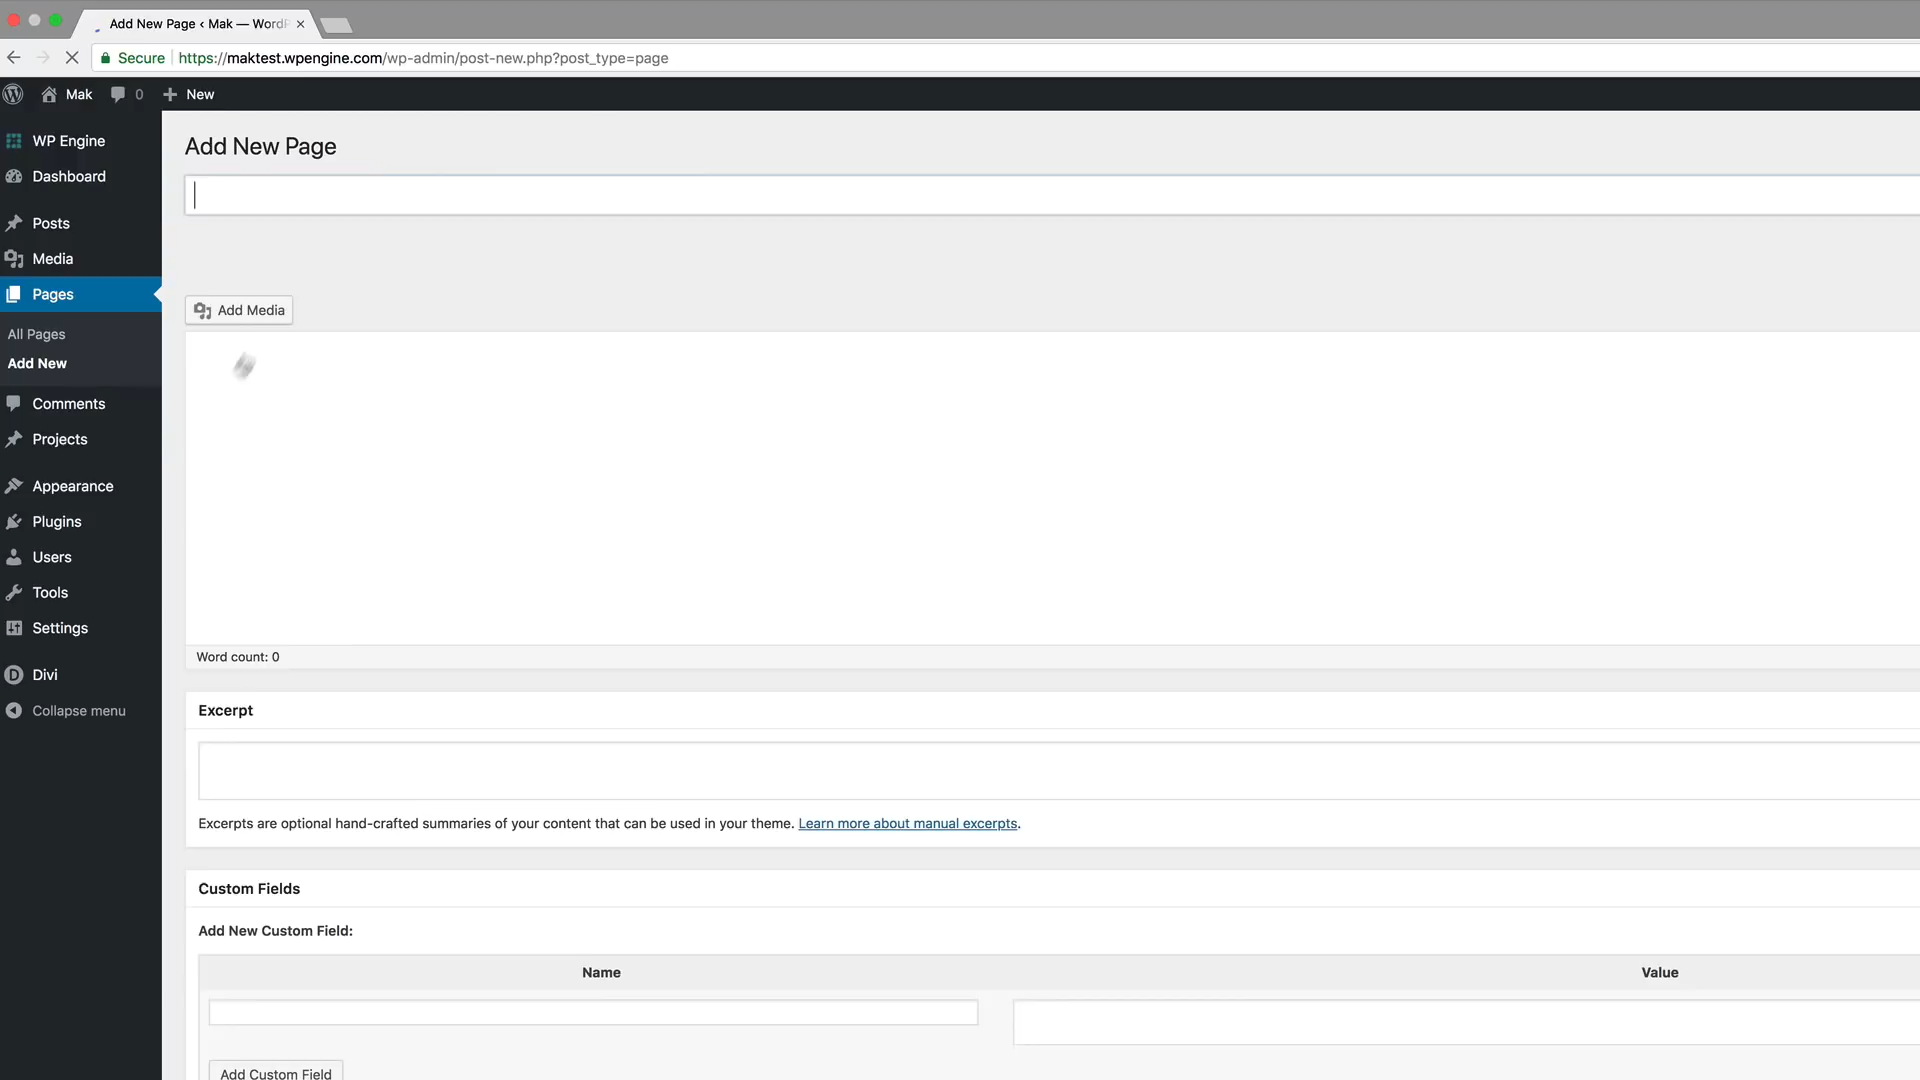 Add New Page ‹ Mak — WordP
Secure https://maktest.wpengine.com/wp-admin/post-new.php?post_type=page
Mak 0 New
WP Engine
Dashboard
Posts
Media
Pages
All Pages
Add New
Comments
Projects
Appearance
Plugins
Users
Tools
Settings
Divi
Collapse menu
Add New Page
Add Media
Word count: 0
Excerpt
Excerpts are optional hand-crafted summaries of your content that can be used in your theme. Learn more about manual excerpts.
Custom Fields
Add New Custom Field:
Name Value
Add Custom Field